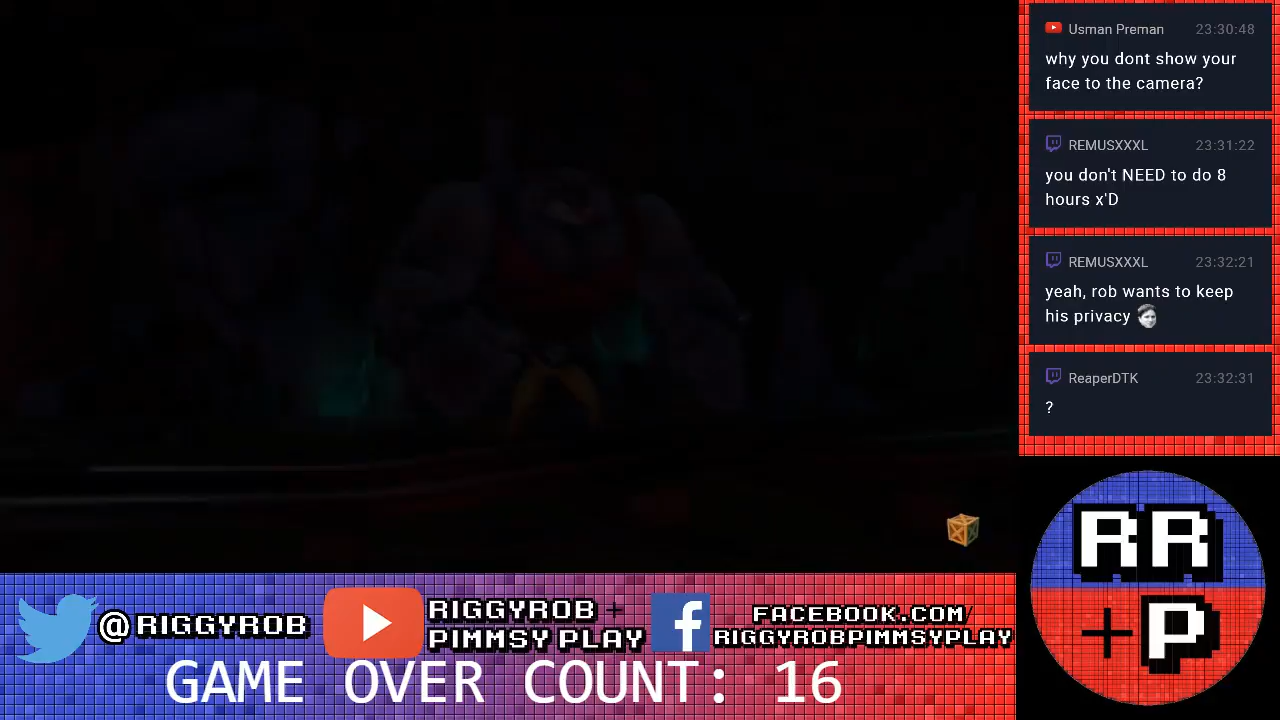 Usman Preman 23:30:48
why you dont show your
face to the camera?
REMUSXXXL 23:31:22
you don't NEED to do 8
hours x'D
REMUSXXXL 23:32:21
yeah, rob wants to keep
his privacy
ReaperDTK 23:32:31
?
RR
+P
@RIGGYROB
RIGGYROB +
PIMMSY PLAY
FACEBOOK.COM/
RIGGYROBPIMMSYPLAY
GAME OVER COUNT: 16